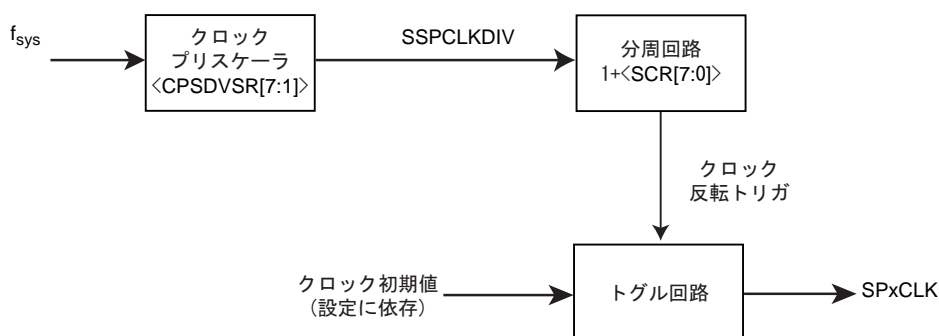 fsys
クロック
プリスケーラ
<CPSDVSR[7:1]>
SSPCLKDIV
分周回路
1+<SCR[7:0]>
クロック
反転トリガ
クロック初期値
(設定に依存)
トグル回路
SPxCLK